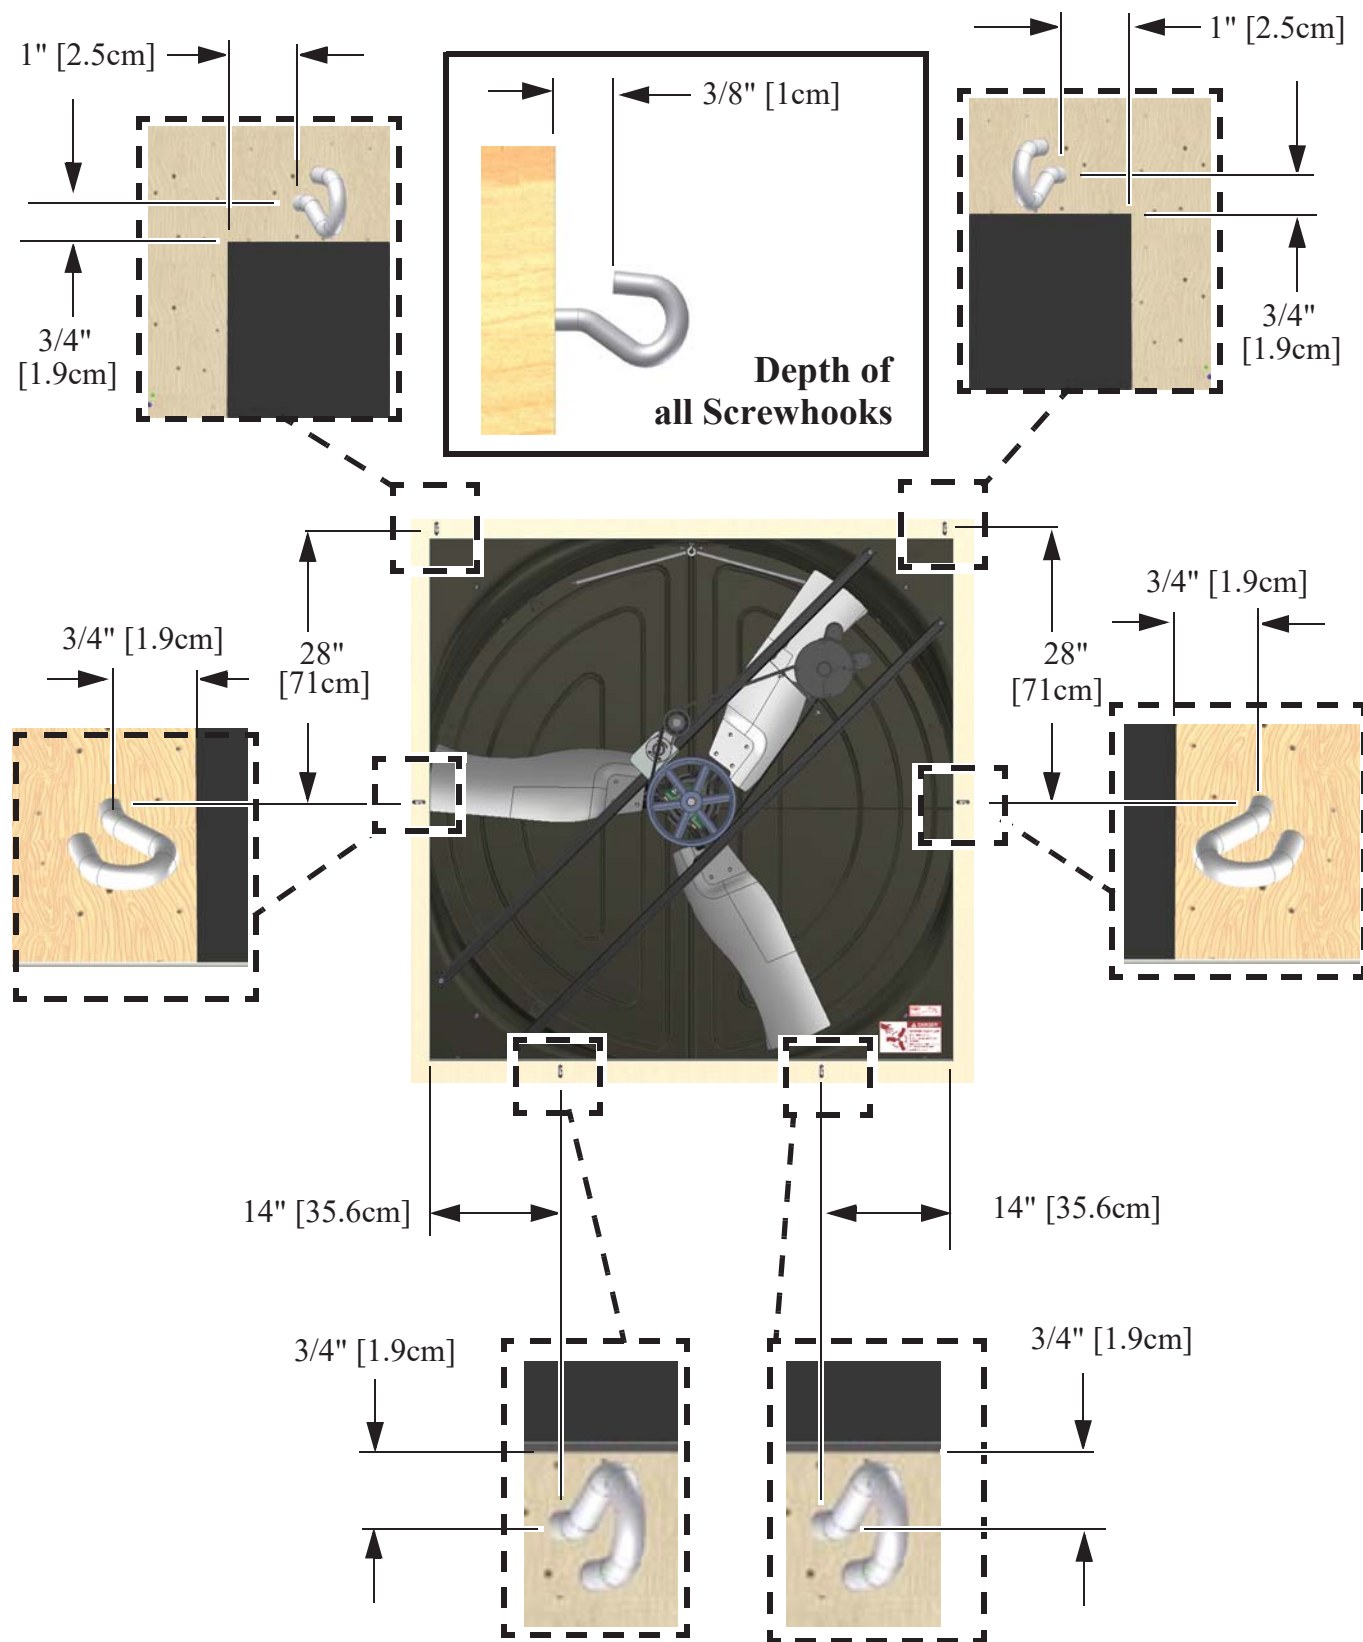 1" [2.5cm]
3/8" [1cm]
1" [2.5cm]
3/4"
[1.9cm]
Depth of
all Screwhooks
3/4"
[1.9cm]
3/4" [1.9cm]
28"
[71cm]
28"
[71cm]
3/4" [1.9cm]
DANGER
14" [35.6cm]
14" [35.6cm]
3/4" [1.9cm]
3/4" [1.9cm]